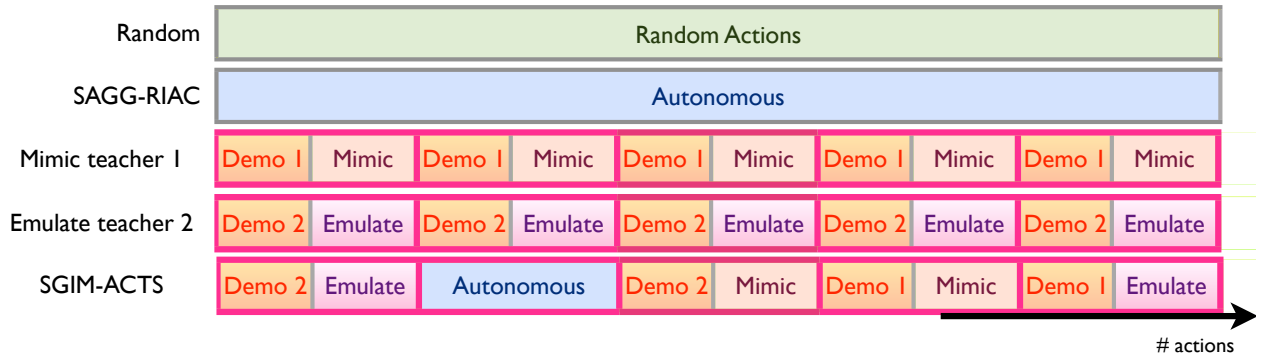 Random Random Actions
SAGG-RIAC Autonomous
Mimic teacher 1 Demo 1 Mimic Demo 1 Mimic Demo 1 Mimic Demo 1 Mimic Demo 1 Mimic
Emulate teacher 2 Demo 2 Emulate Demo 2 Emulate Demo 2 Emulate Demo 2 Emulate Demo 2 Emulate
SGIM-ACTS Demo 2 Emulate Autonomous Demo 2 Mimic Demo 1 Mimic Demo 1 Emulate
# actions